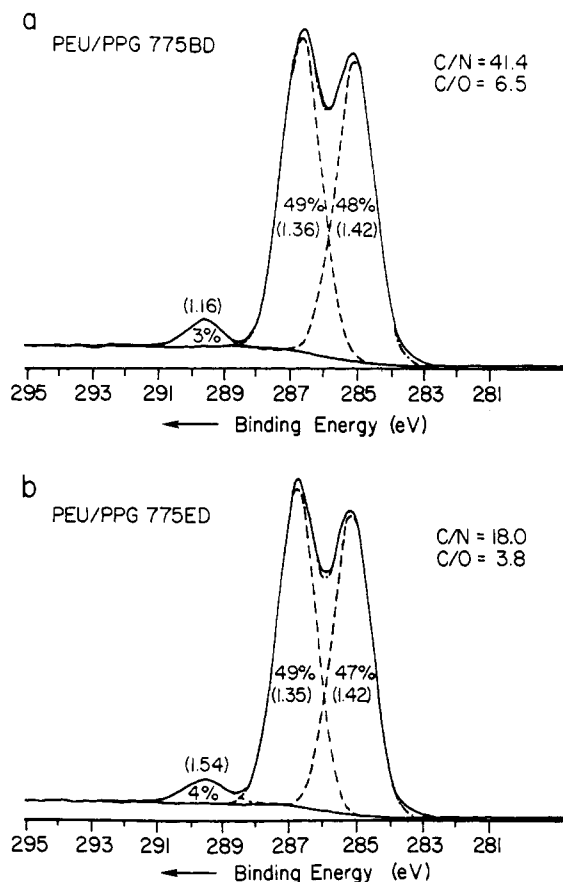 a
PEU/PPG 775BD
C/N = 41.4
C/O = 6.5
49% 48%
(1.36) (1.42)
(1.16)
3%
295 293 291 289 287 285 283 281
← Binding Energy (eV)
b
PEU/PPG 775ED
C/N = 18.0
C/O = 3.8
49% 47%
(1.35) (1.42)
(1.54)
4%
295 293 291 289 287 285 283 281
← Binding Energy (eV)